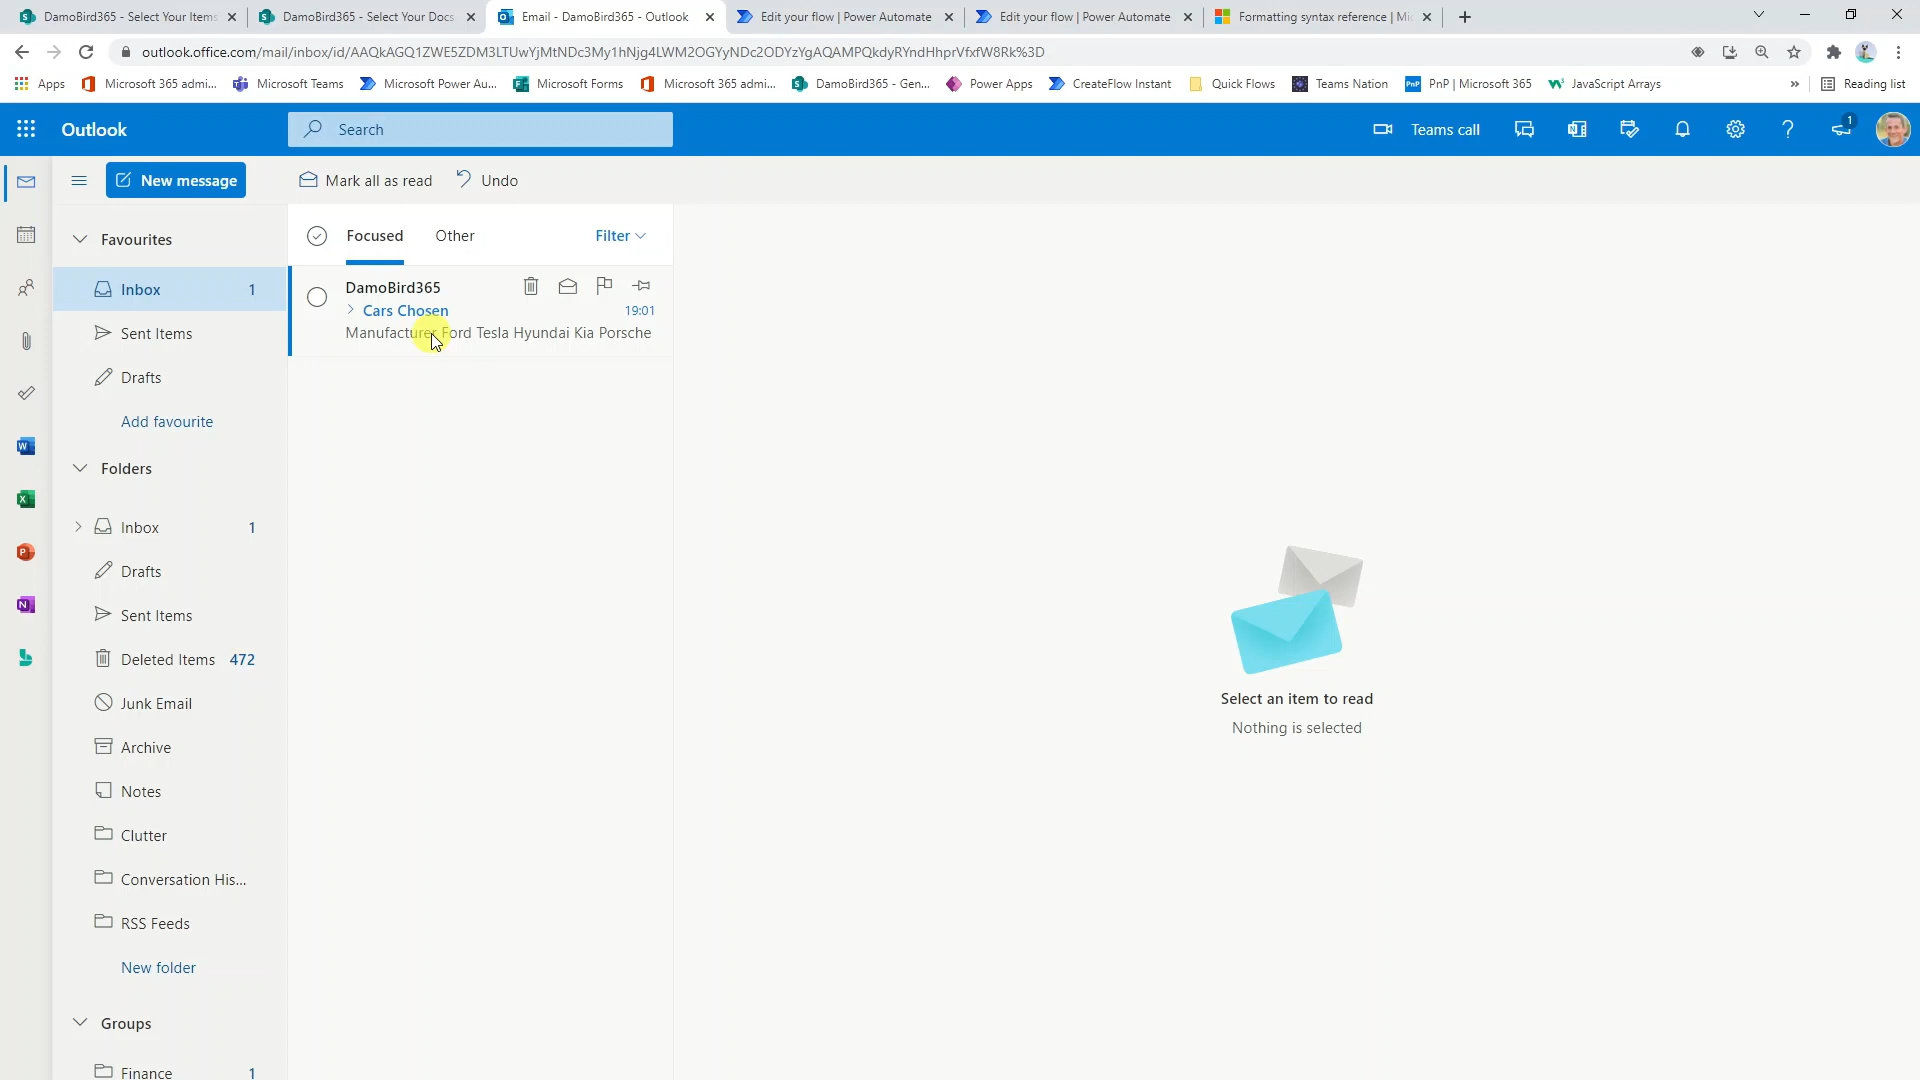 DamoBird365 - Select Your Items
DamoBird365 - Select Your Docs
Email - DamoBird365 - Outlook
Edit your flow | Power Automate
Edit your flow | Power Automate
Formatting syntax reference | Mi
outlook.office.com/mail/inbox/id/AAQkAGQ1ZWE5ZDM3LTUwYjMtNDc3My1hNjg4LWM2OGYyNDc2ODYzYgAQAMPQkdyRYndHhprVfxfW8Rk%3D
Apps
Microsoft 365 admi...
Microsoft Teams
Microsoft Power Au...
Microsoft Forms
Microsoft 365 admi...
DamoBird365 - Gen...
Power Apps
CreateFlow Instant
Quick Flows
Teams Nation
PnP | Microsoft 365
JavaScript Arrays
»
Reading list
Outlook
Search
Teams call
1
New message
Mark all as read
Undo
Favourites
Inbox 1
Sent Items
Drafts
Add favourite
Folders
Inbox 1
Drafts
Sent Items
Deleted Items 472
Junk Email
Archive
Notes
Clutter
Conversation His...
RSS Feeds
New folder
Groups
Finance 1
Focused
Other
Filter
DamoBird365
Cars Chosen 19:01
Manufacturer Ford Tesla Hyundai Kia Porsche
Select an item to read
Nothing is selected